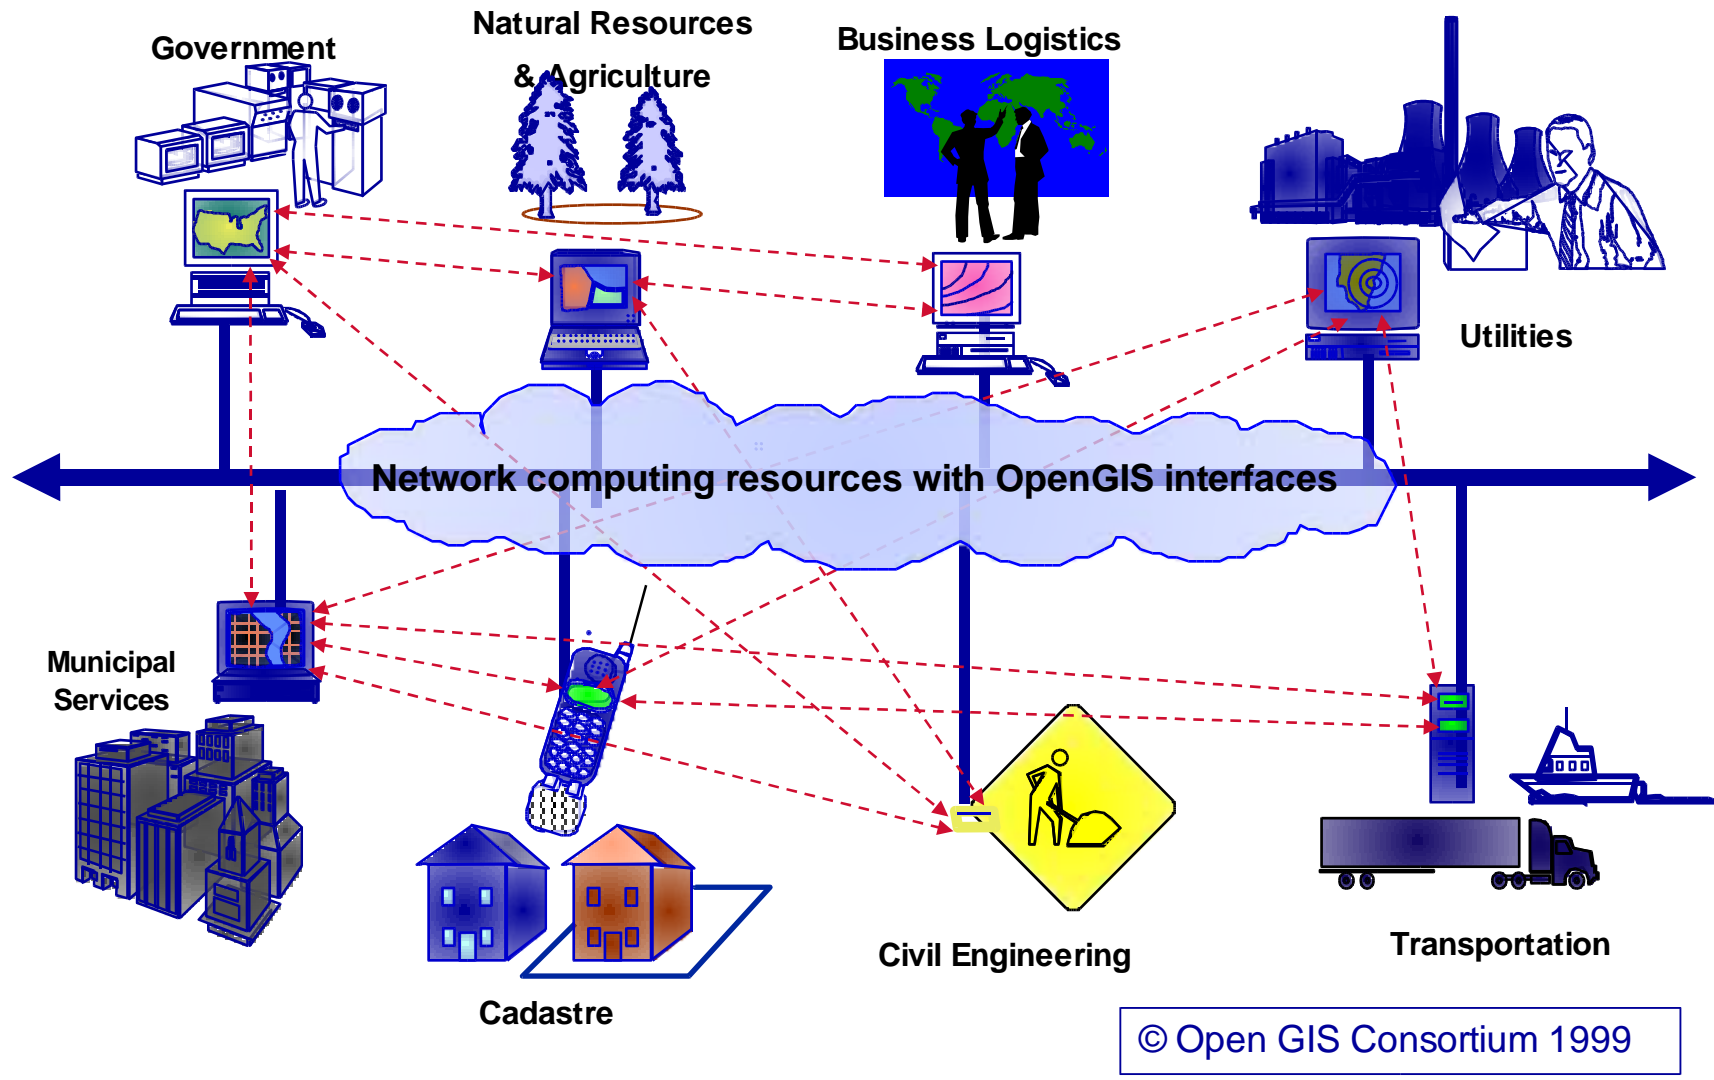 Government
Natural Resources
& Agriculture
Business Logistics
Utilities
Network computing resources with OpenGIS interfaces
Municipal
Services
Cadastre
Civil Engineering
Transportation
© Open GIS Consortium 1999